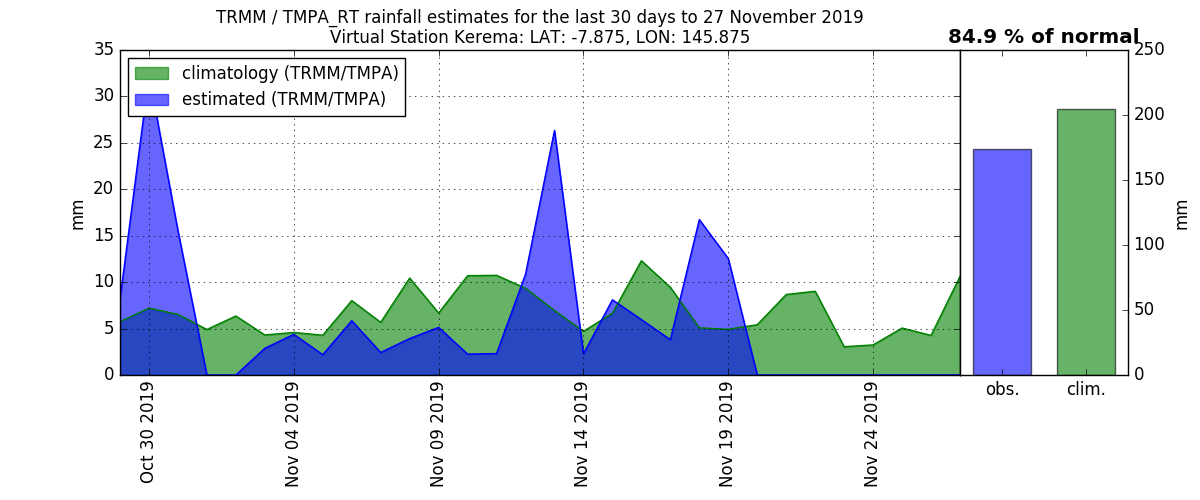 TRMM / TMPA_RT rainfall estimates for the last 30 days to 27 November 2019
Virtual Station Kerema: LAT: -7.875, LON: 145.875
84.9 % of normal
climatology (TRMM/TMPA)
estimated (TRMM/TMPA)
35
30
25
20
15
10
5
0
mm
Oct 30 2019
Nov 04 2019
Nov 09 2019
Nov 14 2019
Nov 19 2019
Nov 24 2019
obs.
clim.
250
200
150
100
50
0
mm